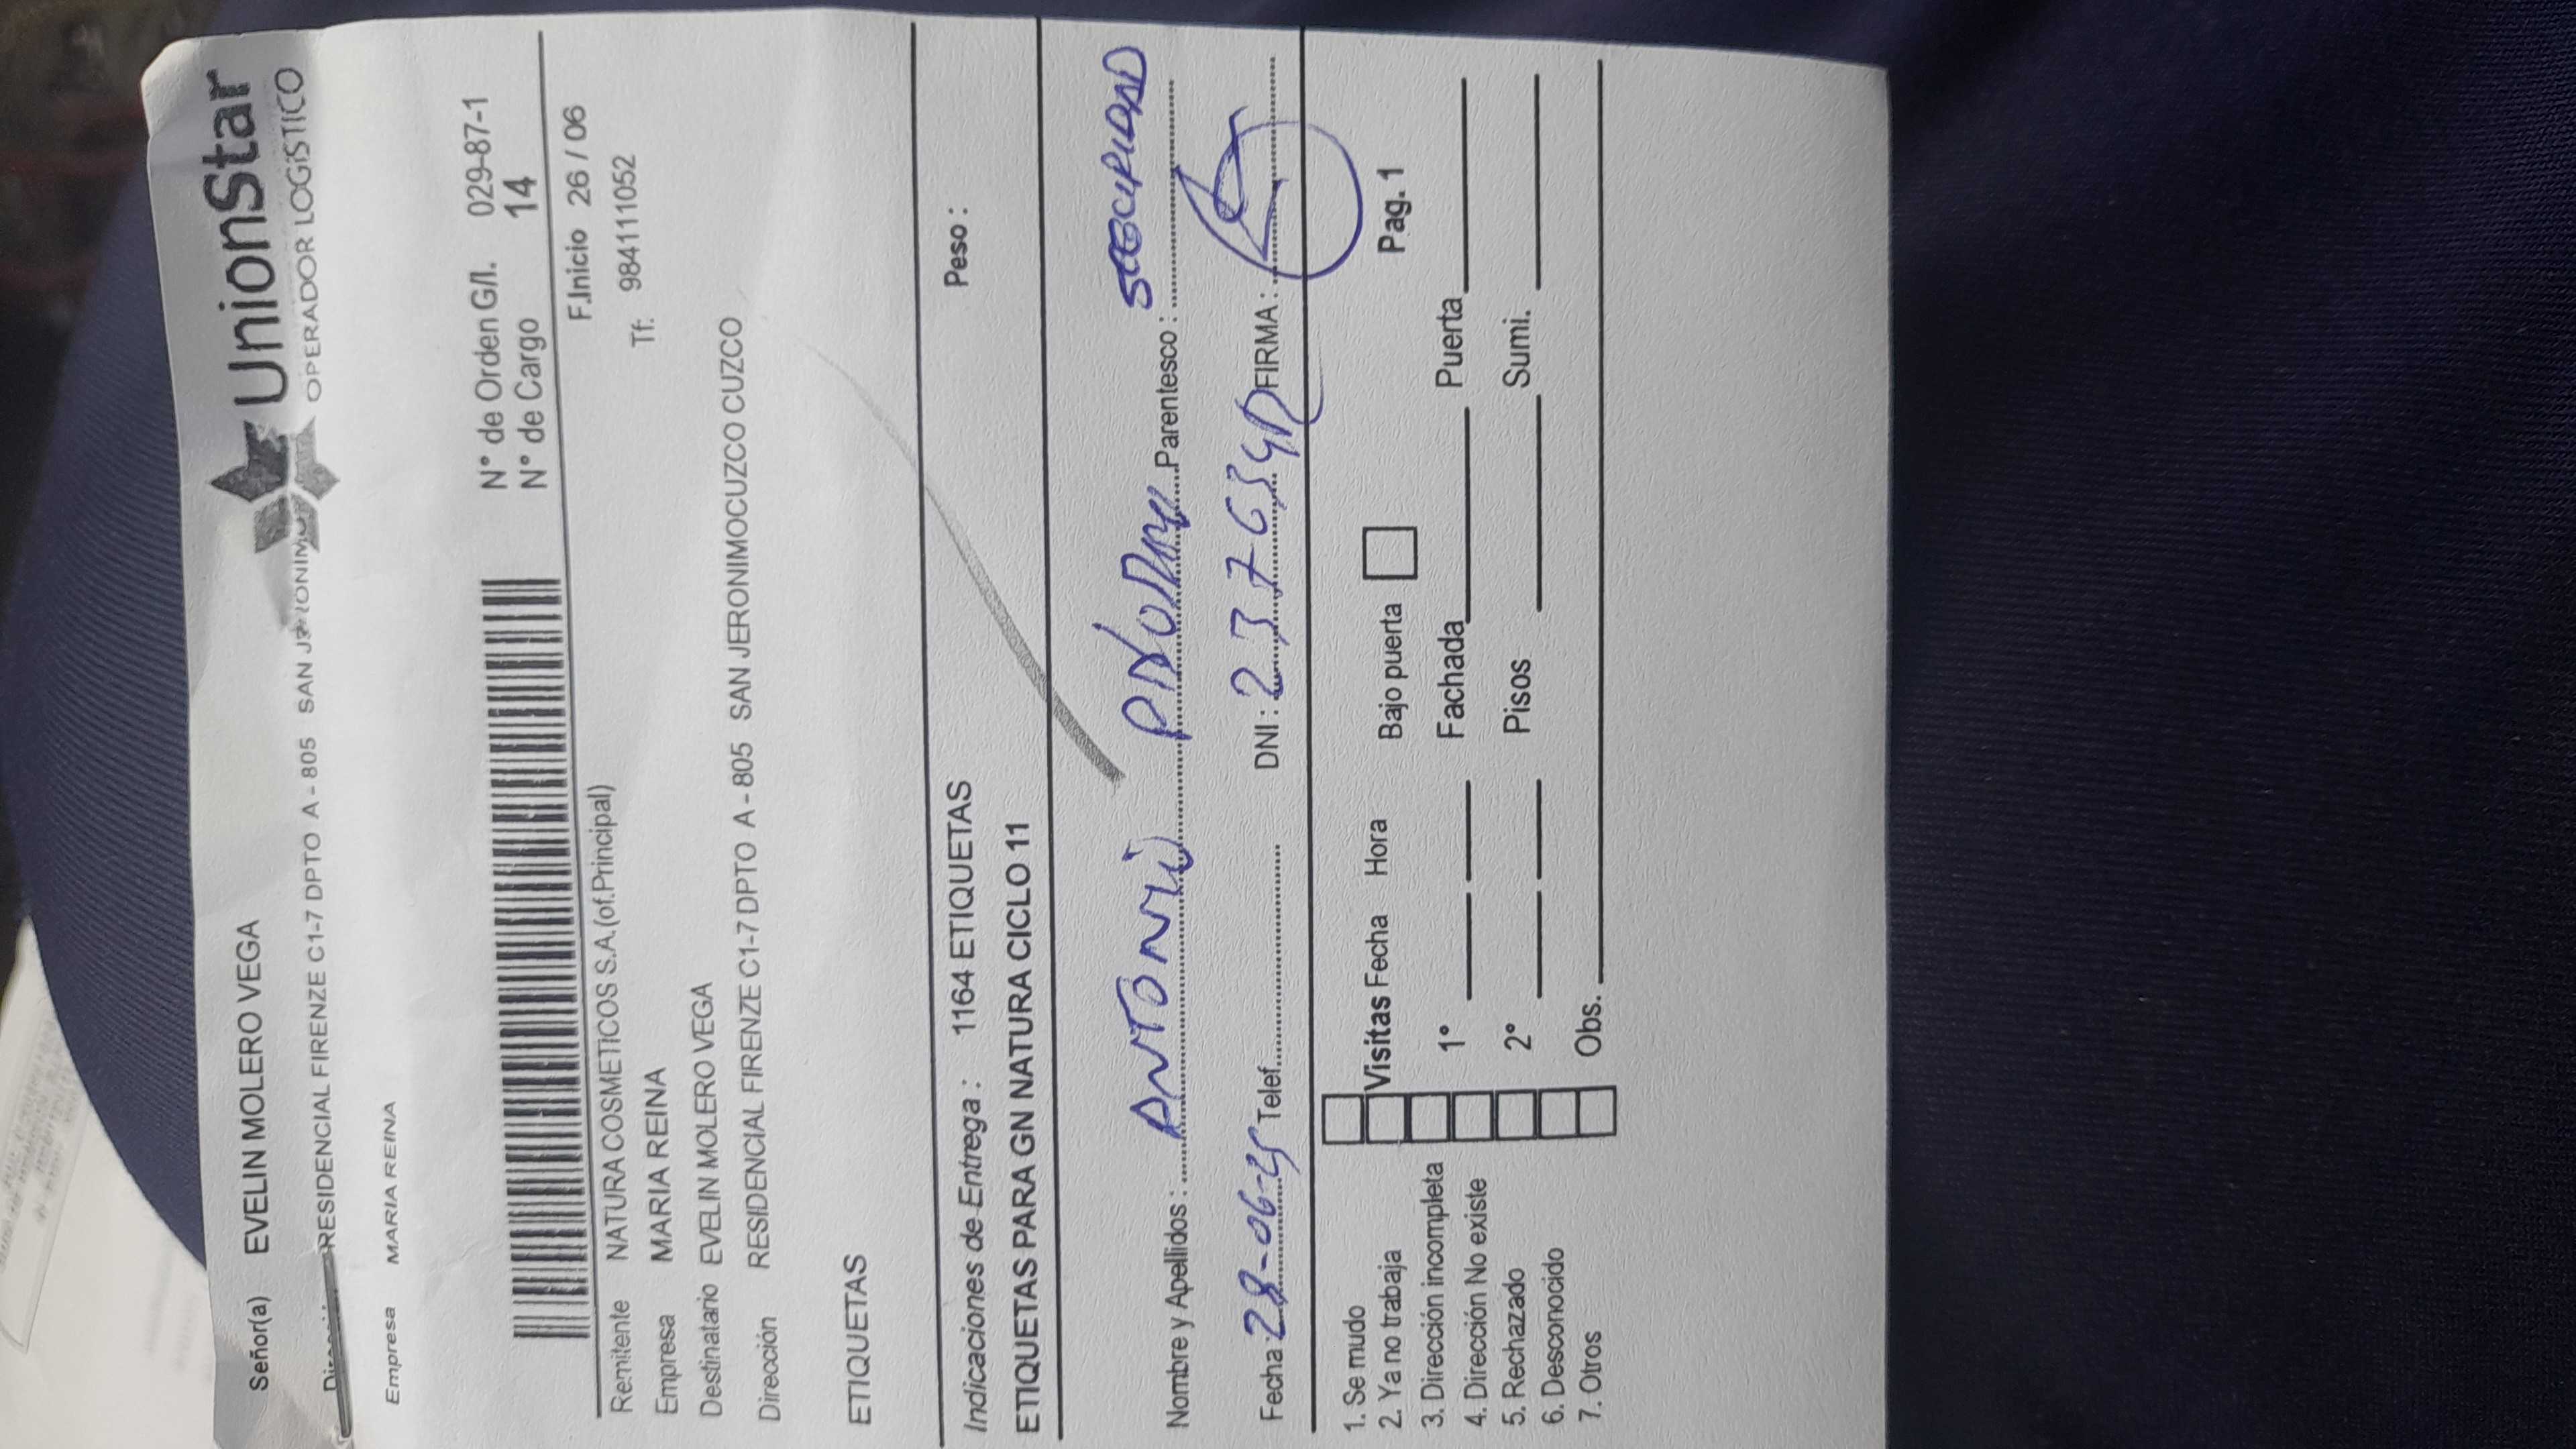 UnionStar
OPERADOR LOGÍSTICO
Señor(a) EVELIN MOLERO VEGA
RESIDENCIAL FIRENZE C1-7 DPTO A - 805 SAN JERONIMO
Empresa MARIA REINA
N° de Orden G/I. 029-87-1
N° de Cargo 14
F.Inicio 26 / 06
Remitente NATURA COSMETICOS S.A.(of.Principal)
Empresa MARIA REINA Tf: 984111052
Destinatario EVELIN MOLERO VEGA
Dirección RESIDENCIAL FIRENZE C1-7 DPTO A - 805 SAN JERONIMOCUZCO CUZCO
ETIQUETAS
Indicaciones de Entrega : 1164 ETIQUETAS Peso :
ETIQUETAS PARA GN NATURA CICLO 11
Nombre y Apellidos : ANTONIO Parentesco : SEGURIDAD
Fecha 28-06-25 Telef. DNI : FIRMA :
1. Se mudo
2. Ya no trabaja Visitas Fecha Hora Bajo puerta Pag. 1
3. Dirección incompleta
4. Dirección No existe 1° Fachada Puerta
5. Rechazado
6. Desconocido 2° Pisos Sumi.
7. Otros Obs.